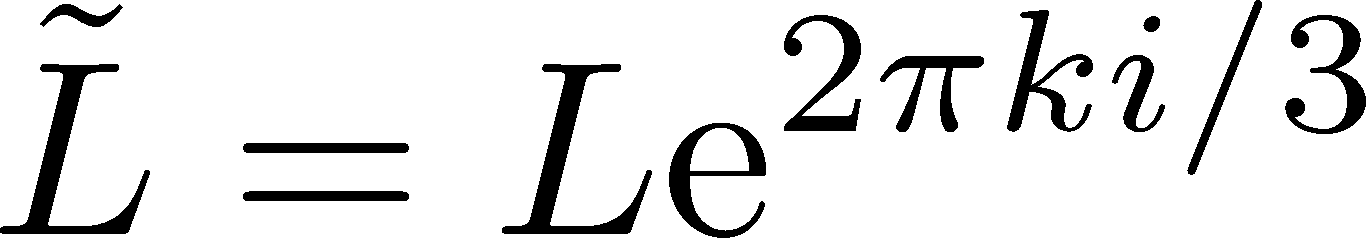 L̃ = Le^{2πki/3}